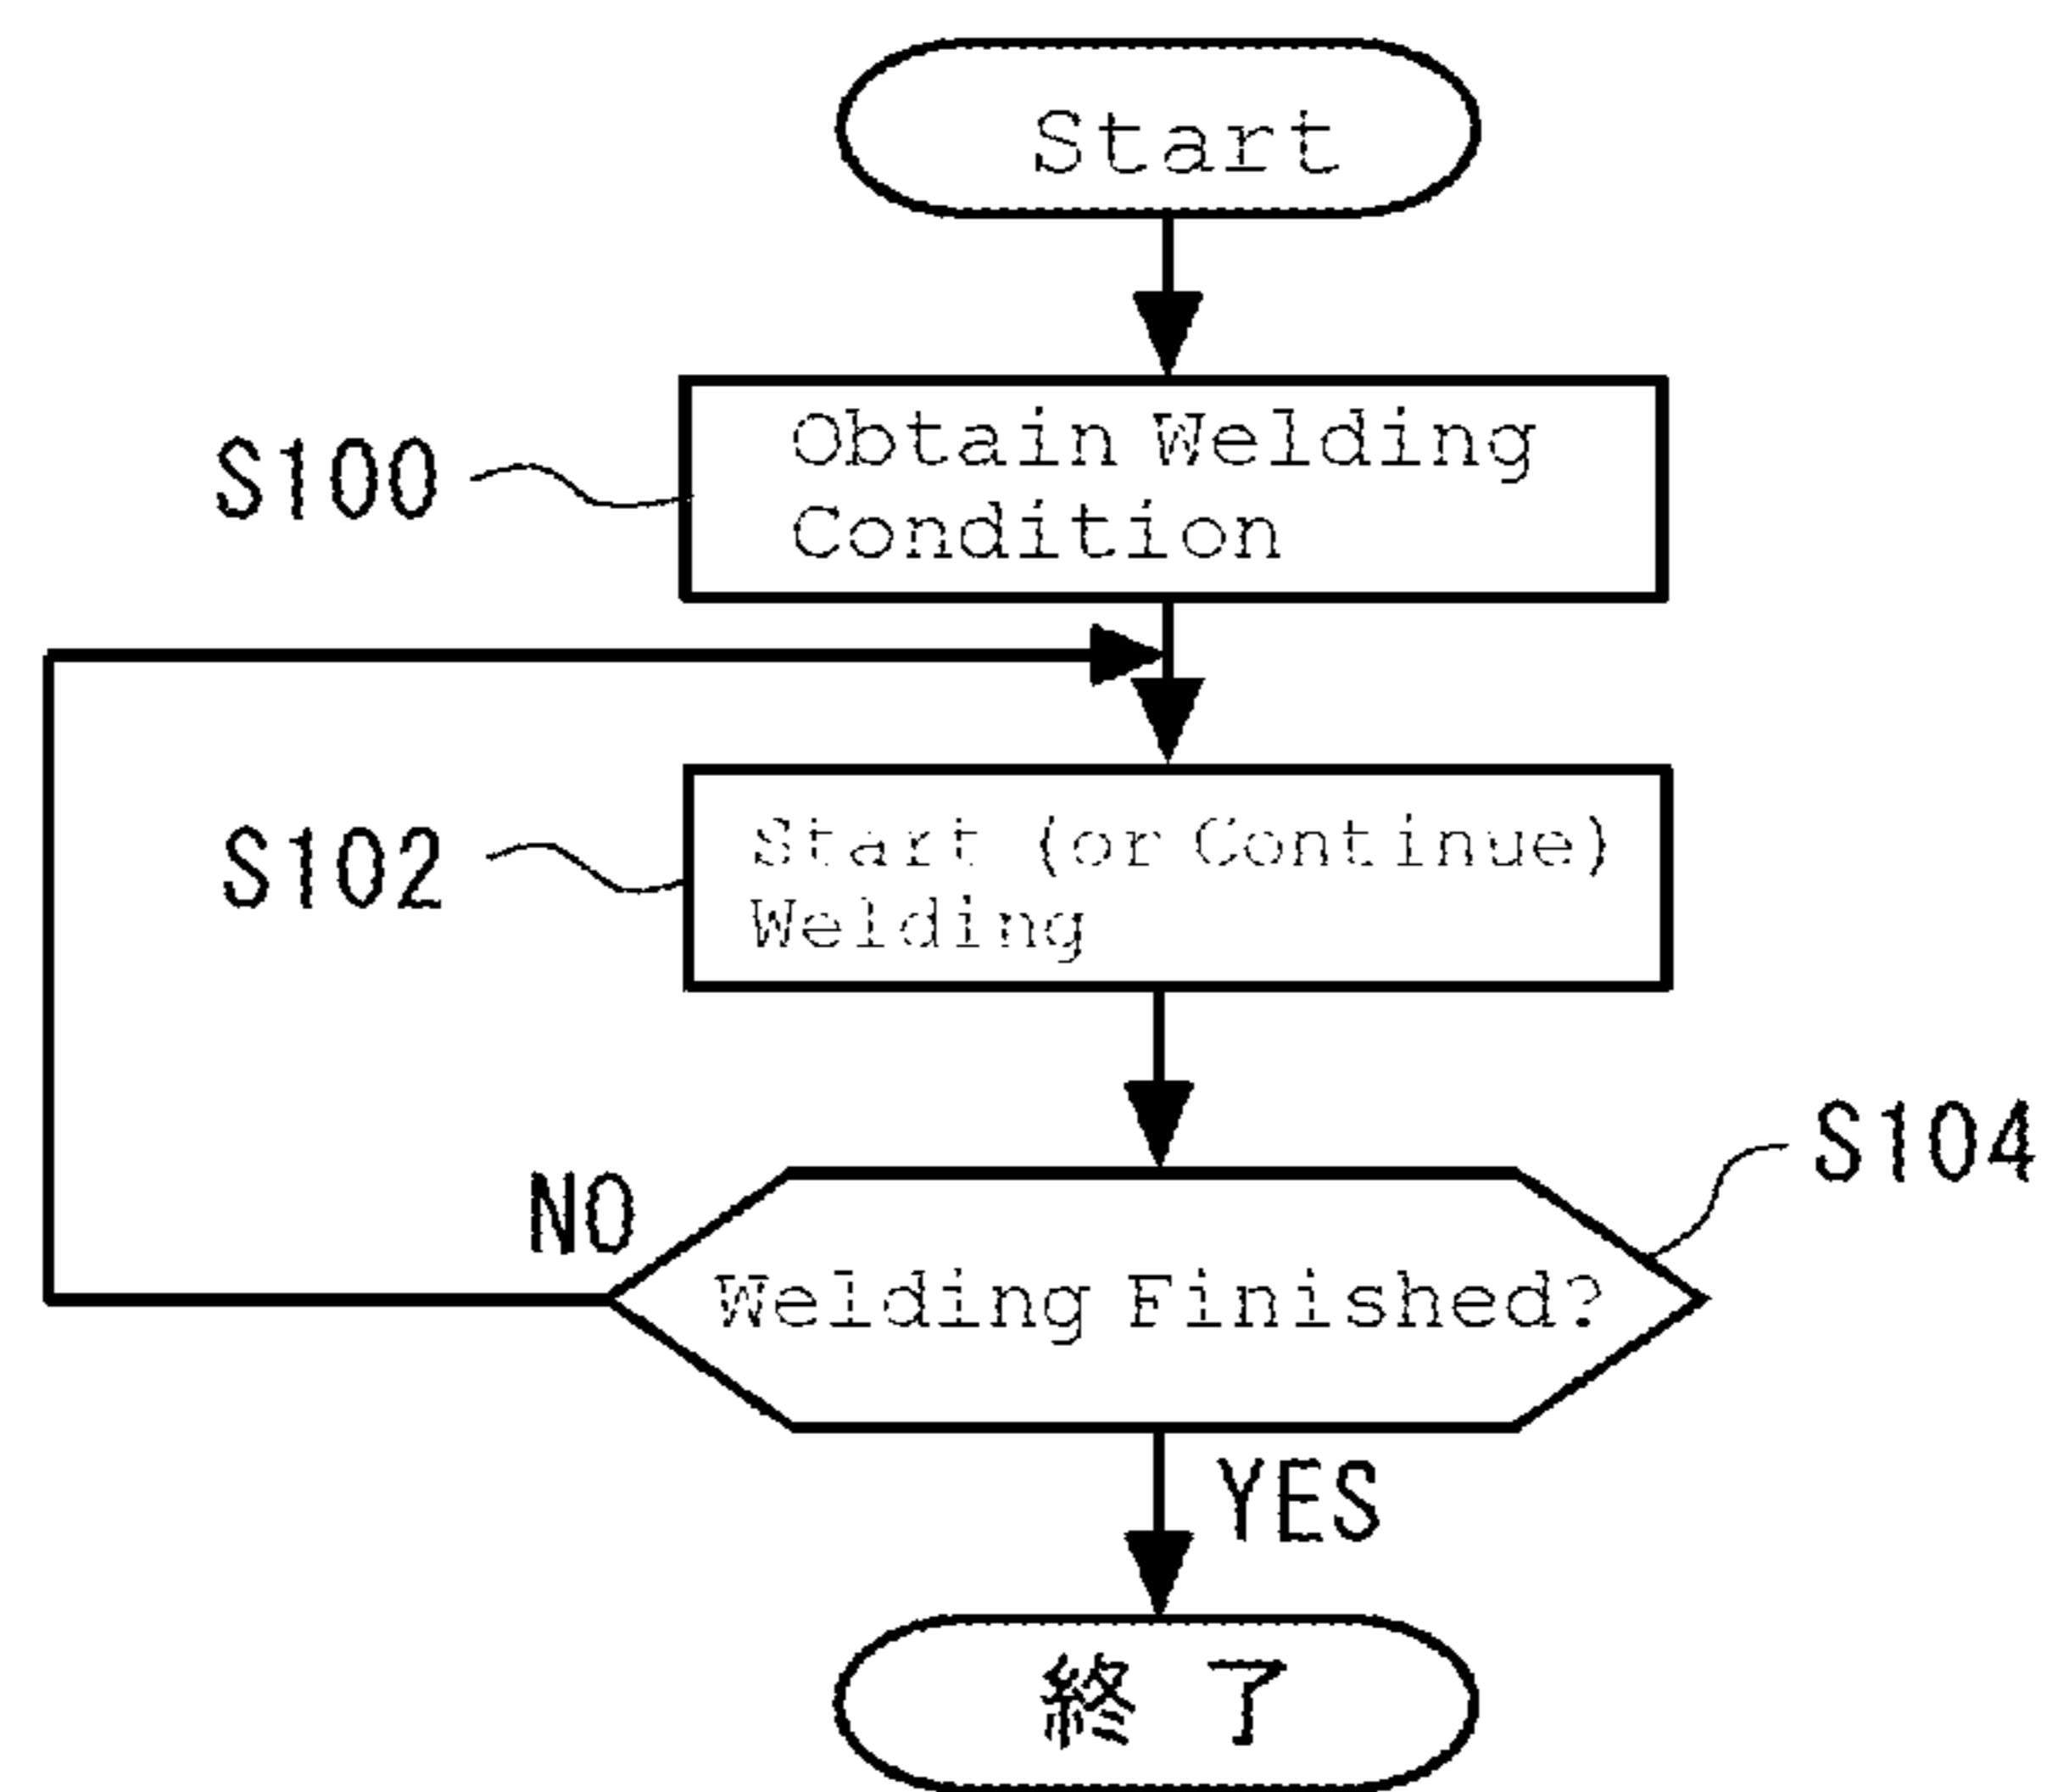 Start
S100
Obtain Welding
Condition
S102
Start (or Continue)
Welding
S104
NO
Welding Finished?
YES
終 了